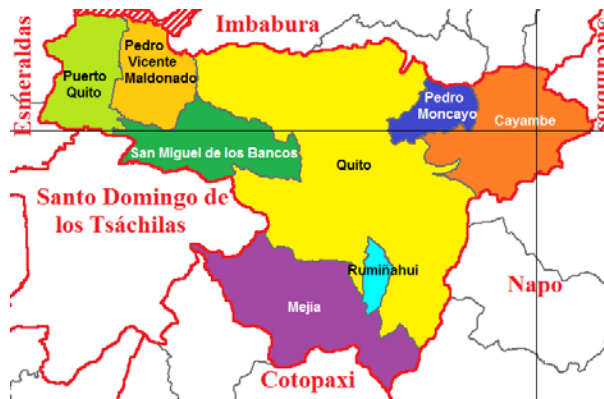 Imbabura
Esmeraldas
Sucumbíos
Pedro
Vicente
Maldonado
Puerto
Quito
Pedro
Moncayo
Cayambe
San Miguel de los Bancos
Quito
Santo Domingo de
los Tsáchilas
Rumiñahui
Napo
Mejía
Cotopaxi